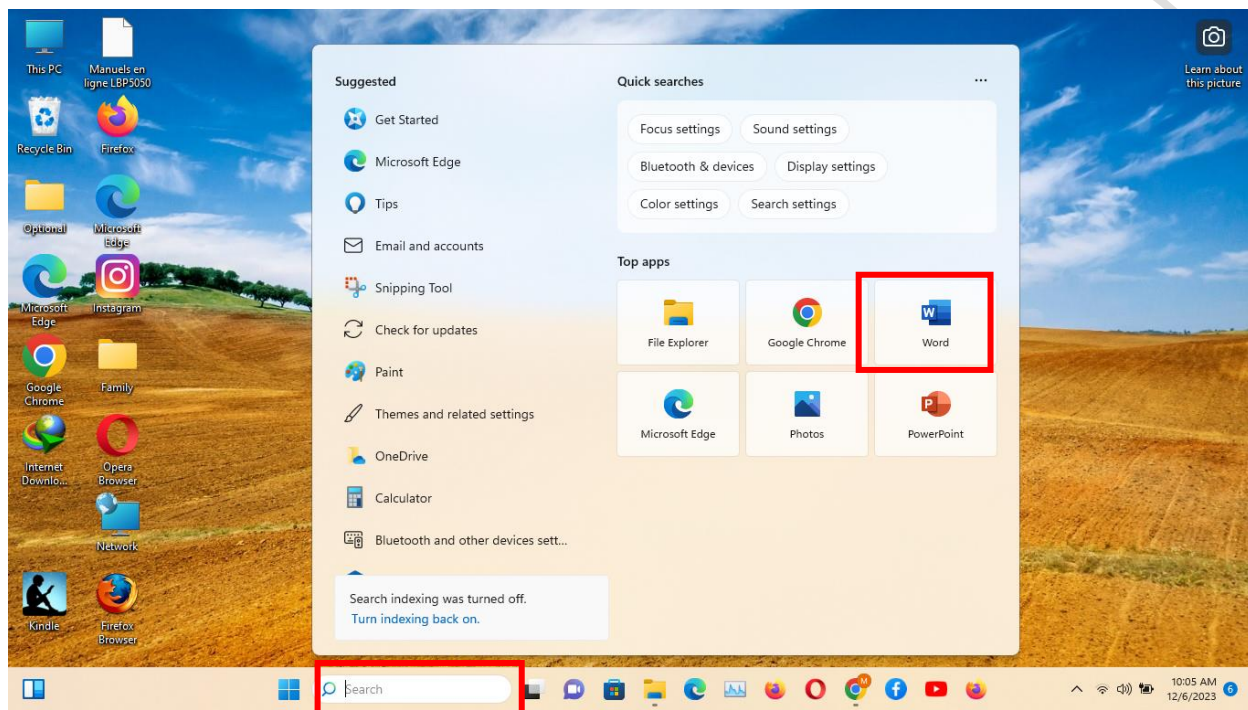 This PC
Manuels en
ligne LBP5050
Recycle Bin
Firefox
Optional
Microsoft
Edge
Microsoft
Edge
Instagram
Google
Chrome
Family
Internet
Downlo...
Opera
Browser
Network
Kindle
Firefox
Browser
Suggested
Get Started
Microsoft Edge
Tips
Email and accounts
Snipping Tool
Check for updates
Paint
Themes and related settings
OneDrive
Calculator
Bluetooth and other devices sett...
Search indexing was turned off.
Turn indexing back on.
Quick searches
...
Focus settings
Sound settings
Bluetooth & devices
Display settings
Color settings
Search settings
Top apps
File Explorer
Google Chrome
W
Word
Microsoft Edge
Photos
P
PowerPoint
Learn about
this picture
Search
M
10:05 AM
12/6/2023
6